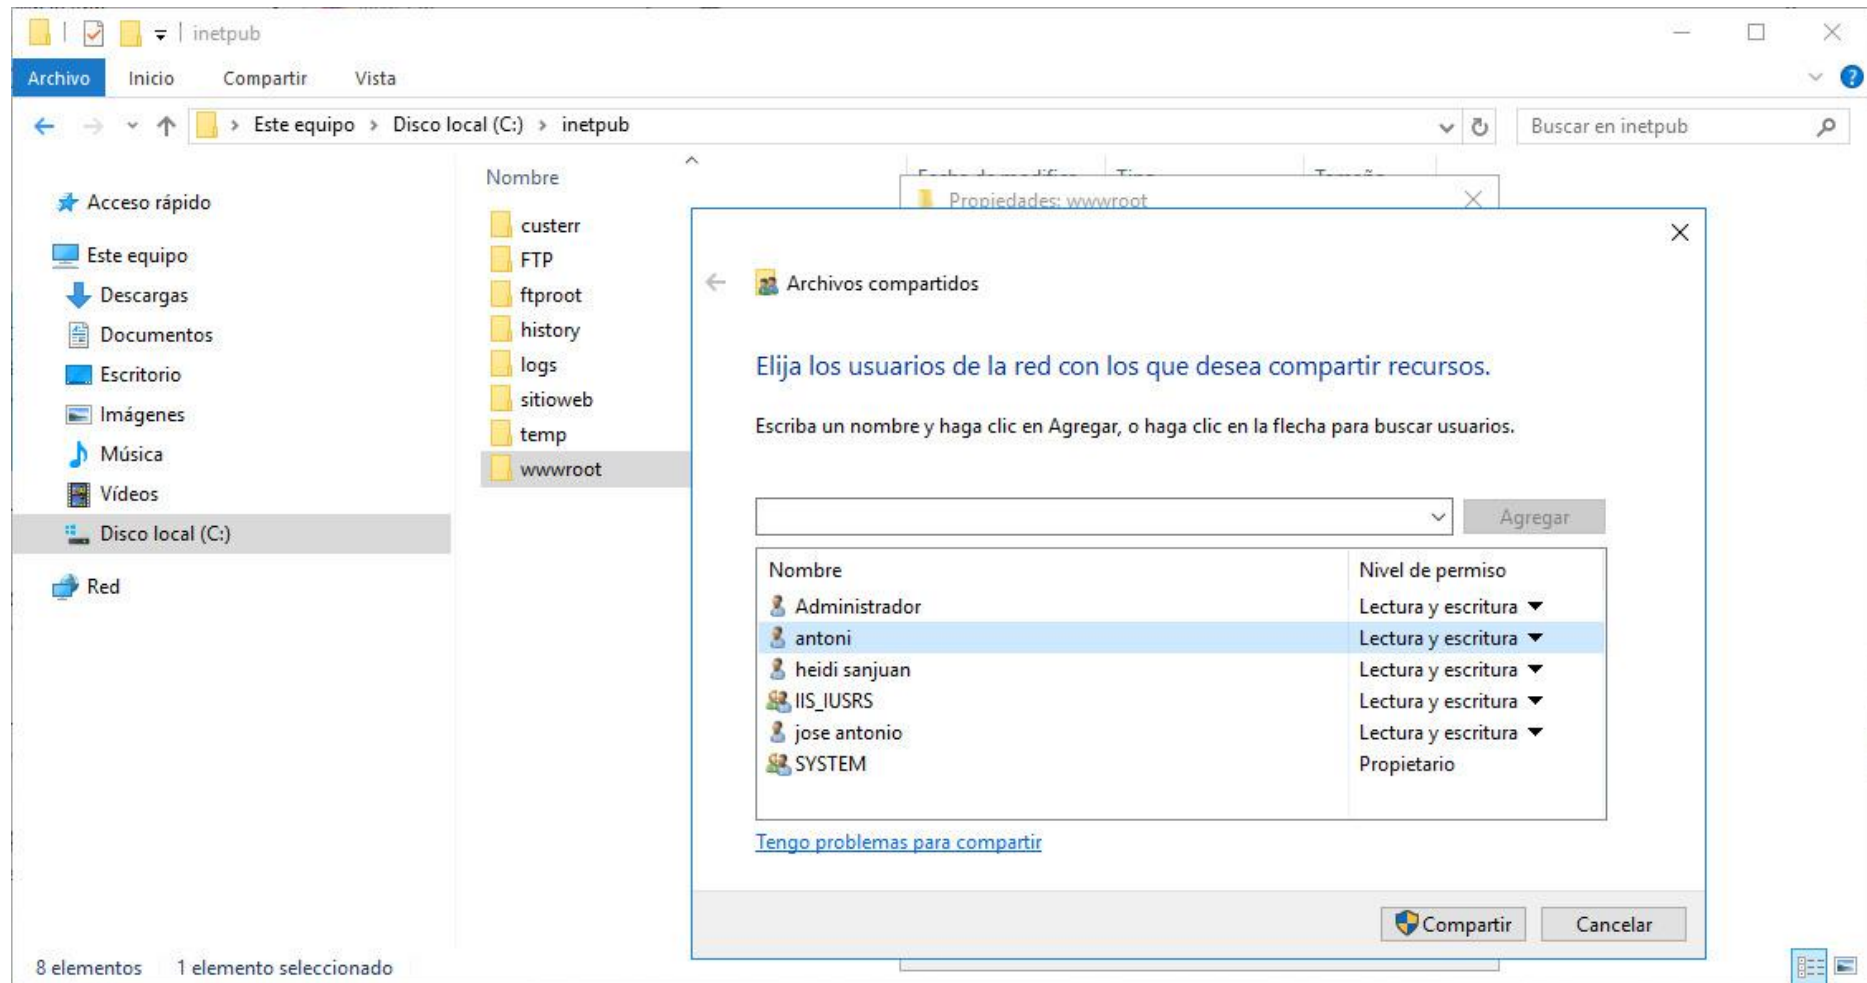 inetpub
Archivo Inicio Compartir Vista
Este equipo > Disco local (C:) > inetpub
Buscar en inetpub
Acceso rápido
Este equipo
Descargas
Documentos
Escritorio
Imágenes
Música
Vídeos
Disco local (C:)
Red
Nombre
custerr
FTP
ftproot
history
logs
sitioweb
temp
wwwroot
Propiedades: wwwroot
Archivos compartidos
Elija los usuarios de la red con los que desea compartir recursos.
Escriba un nombre y haga clic en Agregar, o haga clic en la flecha para buscar usuarios.
Agregar
Nombre Nivel de permiso
Administrador Lectura y escritura
antoni Lectura y escritura
heidi sanjuan Lectura y escritura
IIS_IUSRS Lectura y escritura
jose antonio Lectura y escritura
SYSTEM Propietario
Tengo problemas para compartir
Compartir Cancelar
8 elementos 1 elemento seleccionado